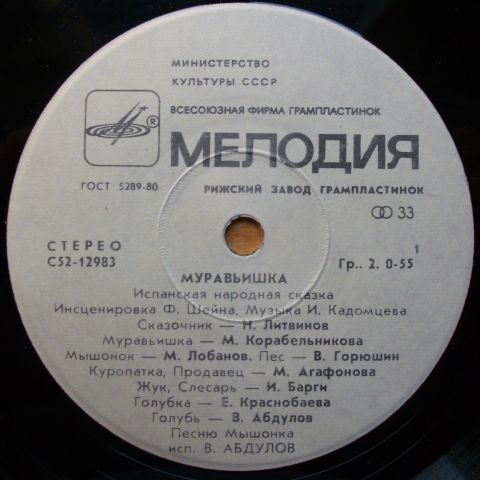 МИНИСТЕРСТВО
КУЛЬТУРЫ СССР
ВСЕСОЮЗНАЯ ФИРМА ГРАМПЛАСТИНОК
® МЕЛОДИЯ
ГОСТ 5289-80
РИЖСКИЙ ЗАВОД ГРАМПЛАСТИНОК
33
СТЕРЕО
1
С52-12983
Гр.. 2, 0-55
МУРАВЬИШКА
Испанская народная сказка
Инсценировка Ф. Шейна, Музыка И. Кадомцева
Сказочник — Н. Литвинов
Муравьишка — М. Корабельникова
Мышонок — М. Лобанов. Пес — В. Горюшин
Куропатка, Продавец — М. Агафонова
Жук, Слесарь — И. Барги
Голубка — Е. Краснобаева
Голубь — В. Абдулов
Песню Мышонка
исп. В. АБДУЛОВ